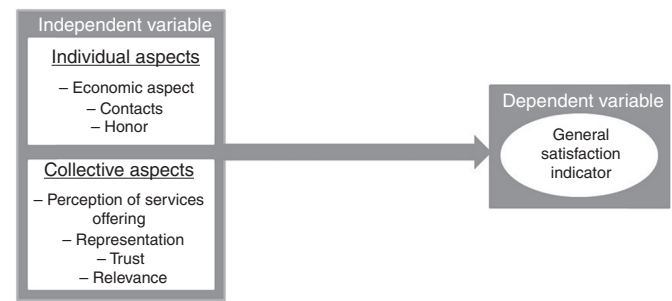 Independent variable
Individual aspects
– Economic aspect
– Contacts
– Honor
Collective aspects
– Perception of services
offering
– Representation
– Trust
– Relevance
Dependent variable
General
satisfaction
indicator